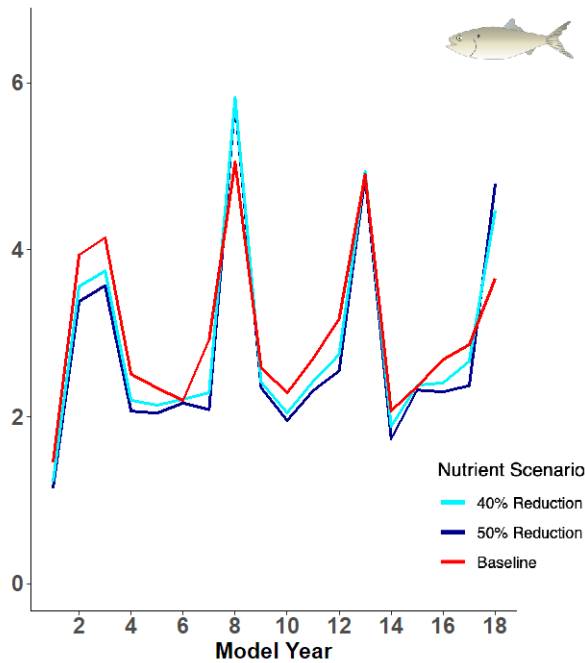 6
4
2
0
2 4 6 8 10 12 14 16 18
Model Year
Nutrient Scenario
40% Reduction
50% Reduction
Baseline